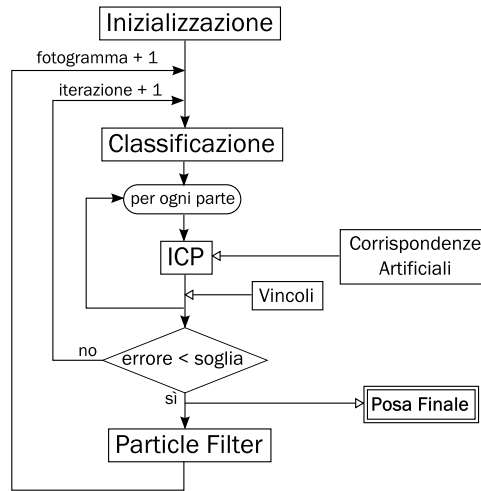 Inizializzazione
fotogramma + 1
iterazione + 1
Classificazione
per ogni parte
ICP
Corrispondenze
Artificiali
Vincoli
no
errore < soglia
sì
Posa Finale
Particle Filter